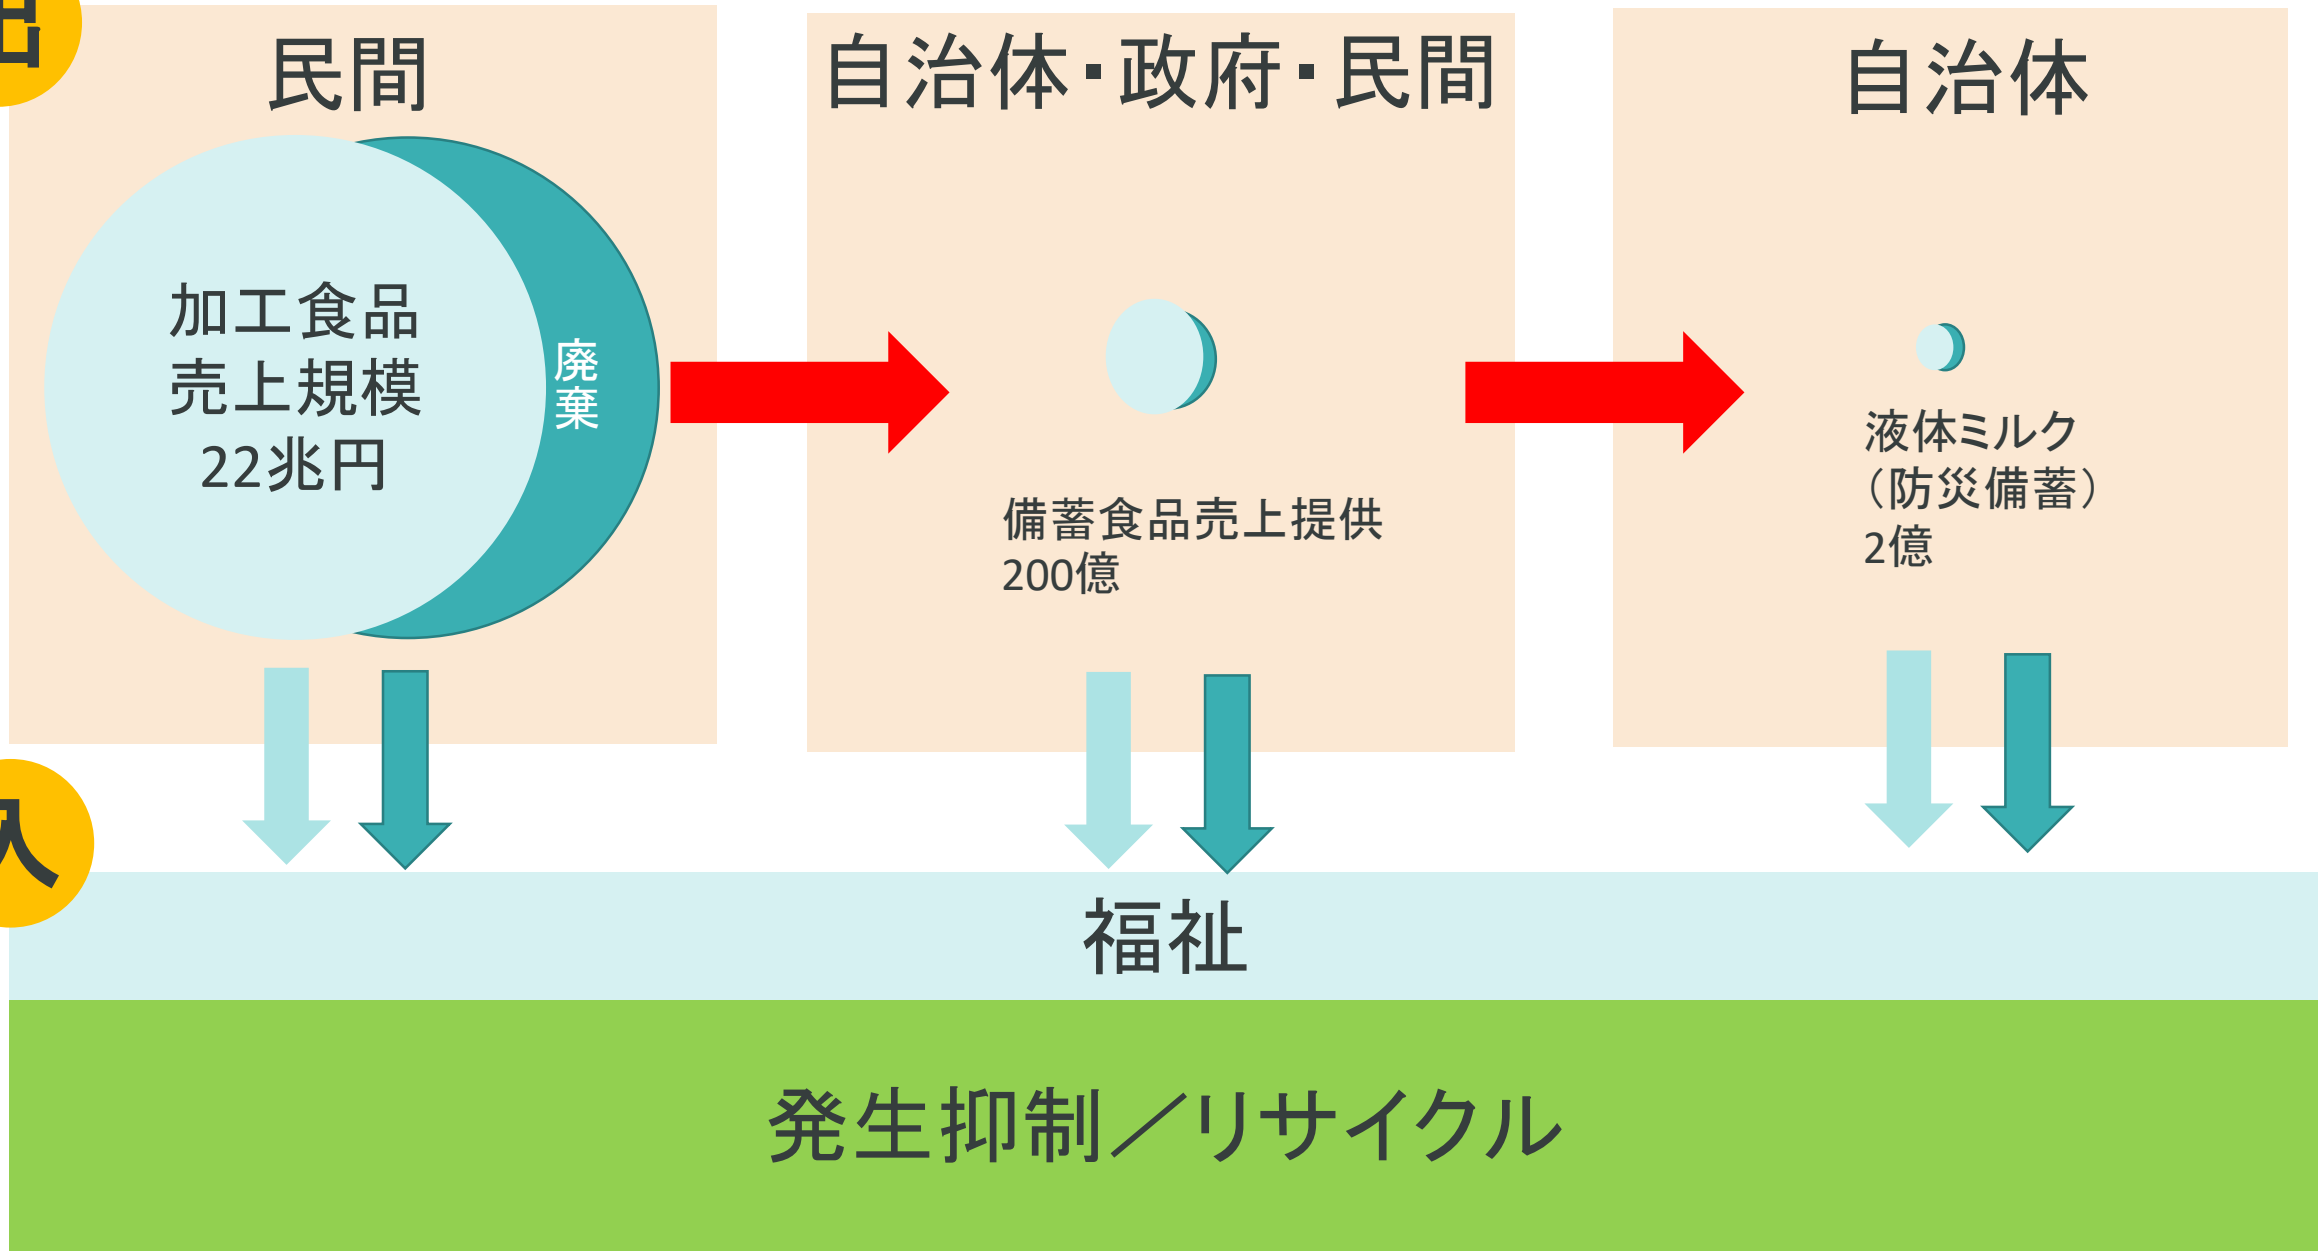 民間
自治体・政府・民間
自治体
加工食品
売上規模
22兆円
廃棄
備蓄食品売上提供
200億
液体ミルク
（防災備蓄）
2億
福祉
発生抑制／リサイクル